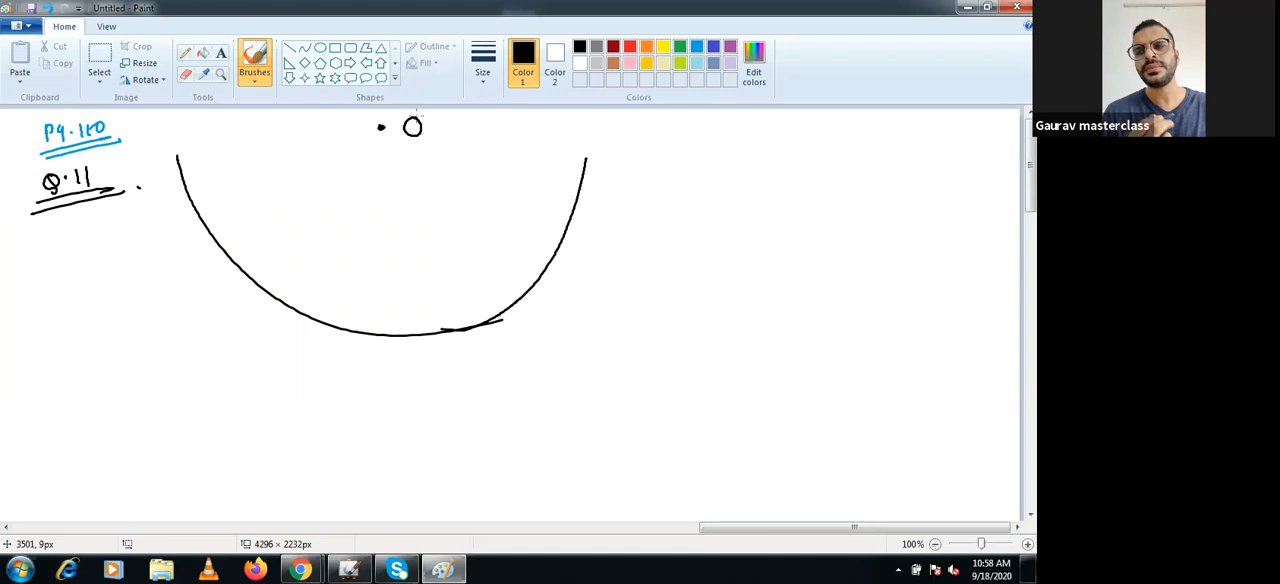 Untitled - Paint
Home
View
Paste
Cut
Copy
Clipboard
Select
Crop
Resize
Rotate
Image
Tools
Brushes
Shapes
Outline
Fill
Size
Color 1
Color 2
Edit colors
Colors
Gaurav masterclass
Pg. 180
Q. 11
O
3501, 9px
4296 × 2232px
100%
10:58 AM
9/18/2020